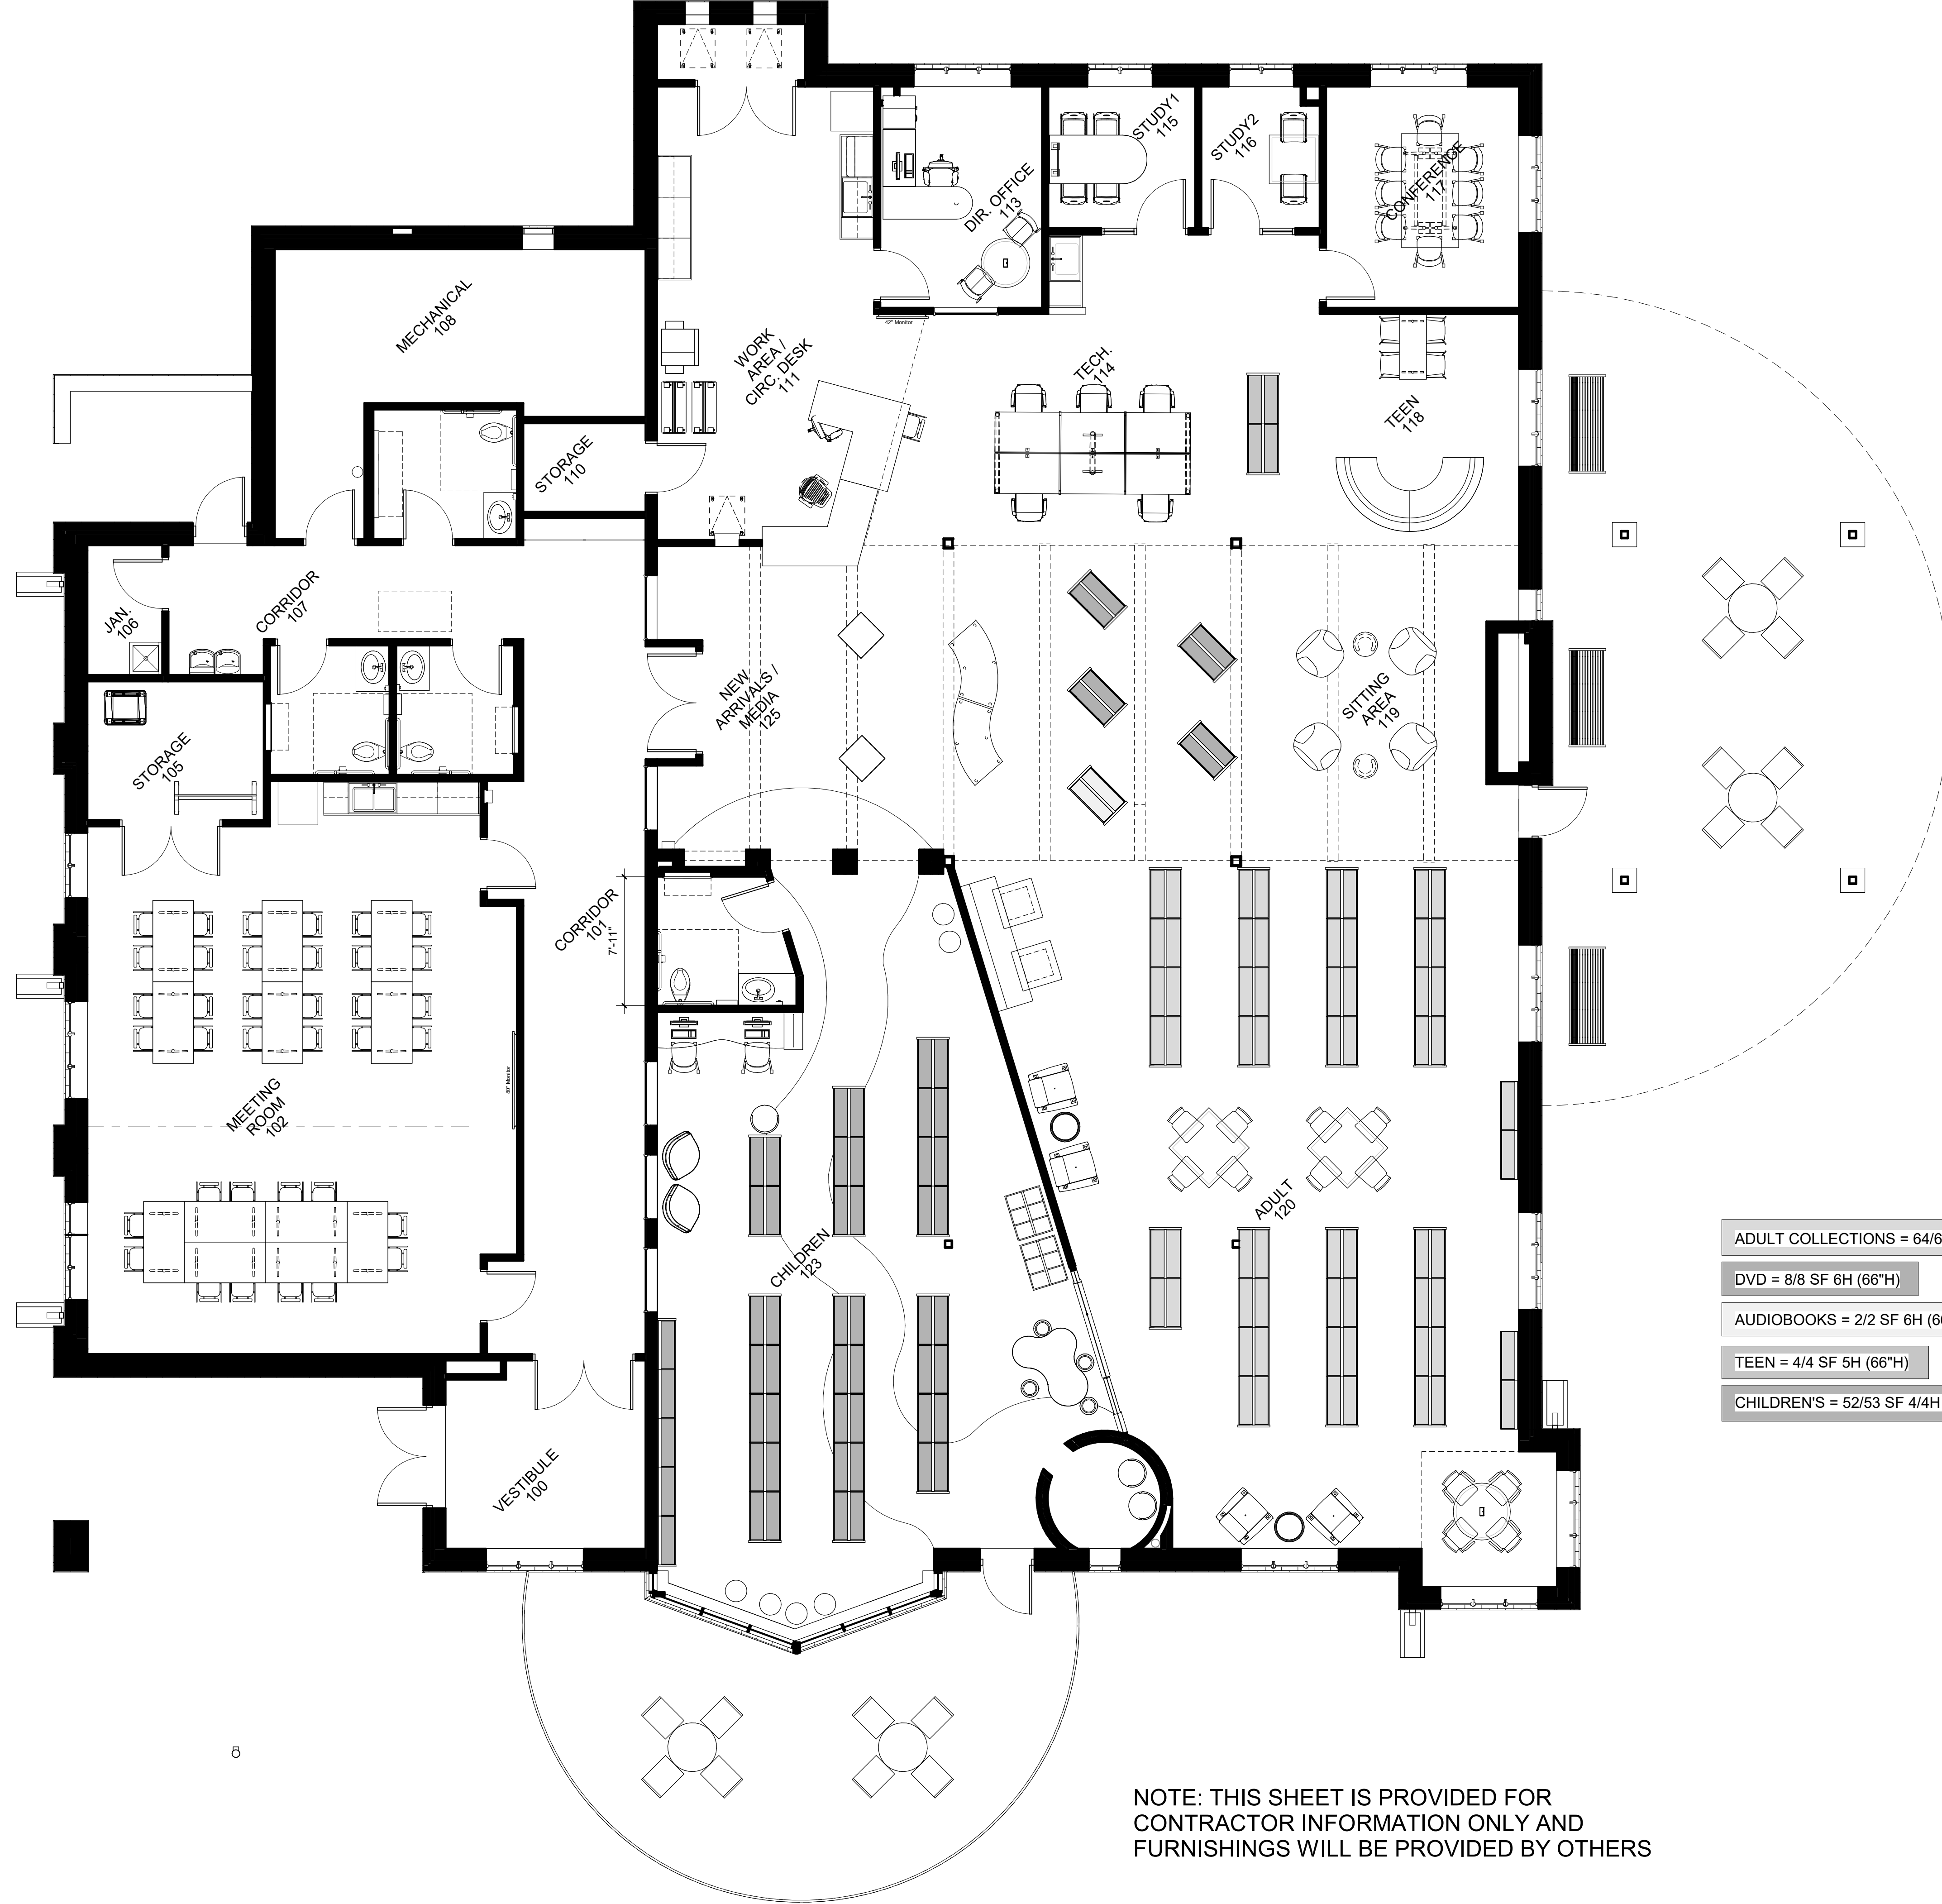 STUDY1
115
STUDY2
116
CONFERENCE
117
DIR. OFFICE
113
MECHANICAL
108
42" Monitor
WORK
AREA /
CIRC. DESK
111
TECH.
114
TEEN
118
STORAGE
110
JAN.
106
CORRIDOR
107
NEW
ARRIVALS /
MEDIA
125
SITTING
AREA
119
STORAGE
105
CORRIDOR
101
7'-11"
80" Monitor
MEETING
ROOM
102
ADULT
120
CHILDREN
123
VESTIBULE
100
ADULT COLLECTIONS = 64/6
DVD = 8/8 SF 6H (66"H)
AUDIOBOOKS = 2/2 SF 6H (6
TEEN = 4/4 SF 5H (66"H)
CHILDREN'S = 52/53 SF 4/4H
NOTE: THIS SHEET IS PROVIDED FOR
CONTRACTOR INFORMATION ONLY AND
FURNISHINGS WILL BE PROVIDED BY OTHERS